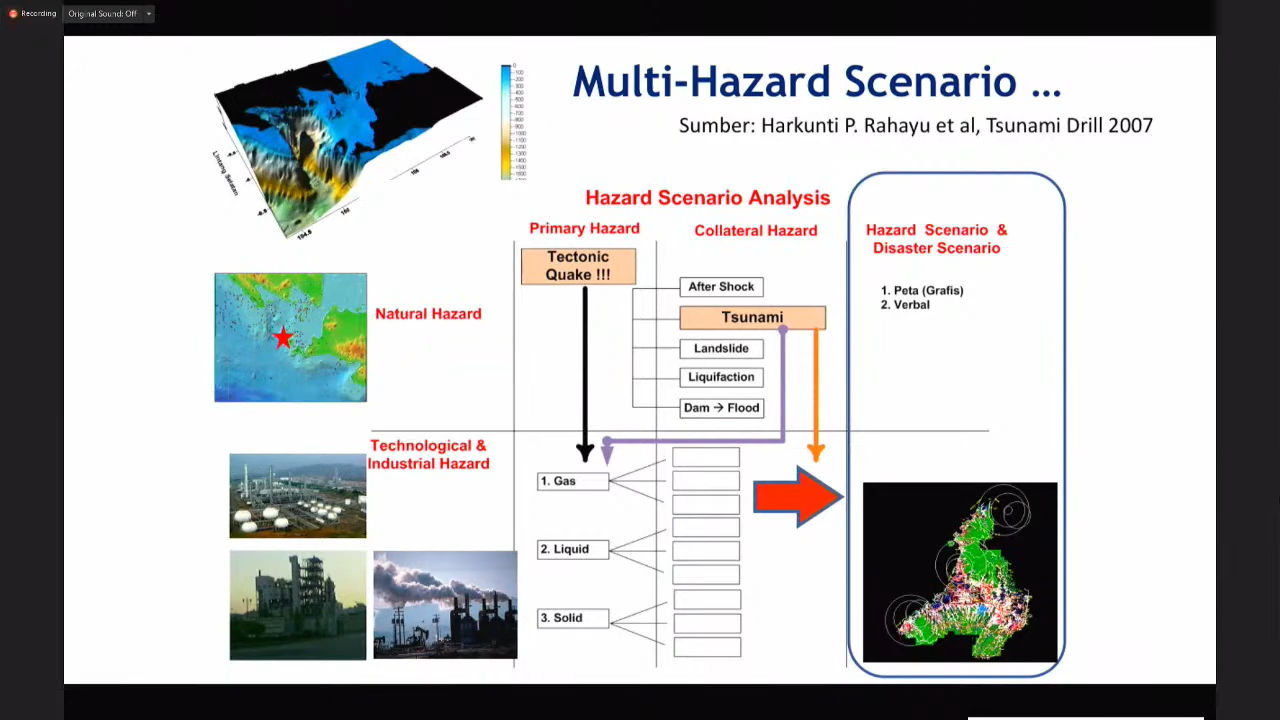 Recording
Original Sound: Off
Multi-Hazard Scenario ...
Sumber: Harkunti P. Rahayu et al, Tsunami Drill 2007
Lintang Selatan
Hazard Scenario Analysis
Primary Hazard
Collateral Hazard
Hazard Scenario &
Disaster Scenario
Tectonic
Quake !!!
After Shock
1. Peta (Grafis)
2. Verbal
Natural Hazard
Tsunami
Landslide
Liquifaction
Dam → Flood
Technological &
Industrial Hazard
1. Gas
2. Liquid
3. Solid